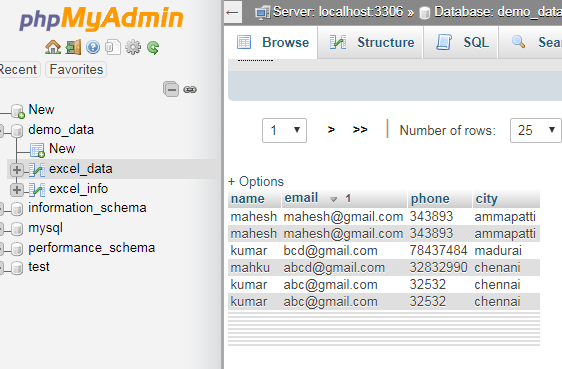 phpMyAdmin
Recent Favorites
New
demo_data
New
excel_data
excel_info
information_schema
mysql
performance_schema
test
Server: localhost:3306 » Database: demo_data
Browse Structure SQL Sea
1 > >> Number of rows: 25
+ Options
name email 1 phone city
mahesh mahesh@gmail.com 343893 ammapatti
mahesh mahesh@gmail.com 343893 ammapatti
kumar bcd@gmail.com 78437484 madurai
mahku abcd@gmail.com 32832990 chenani
kumar abc@gmail.com 32532 chennai
kumar abc@gmail.com 32532 chennai